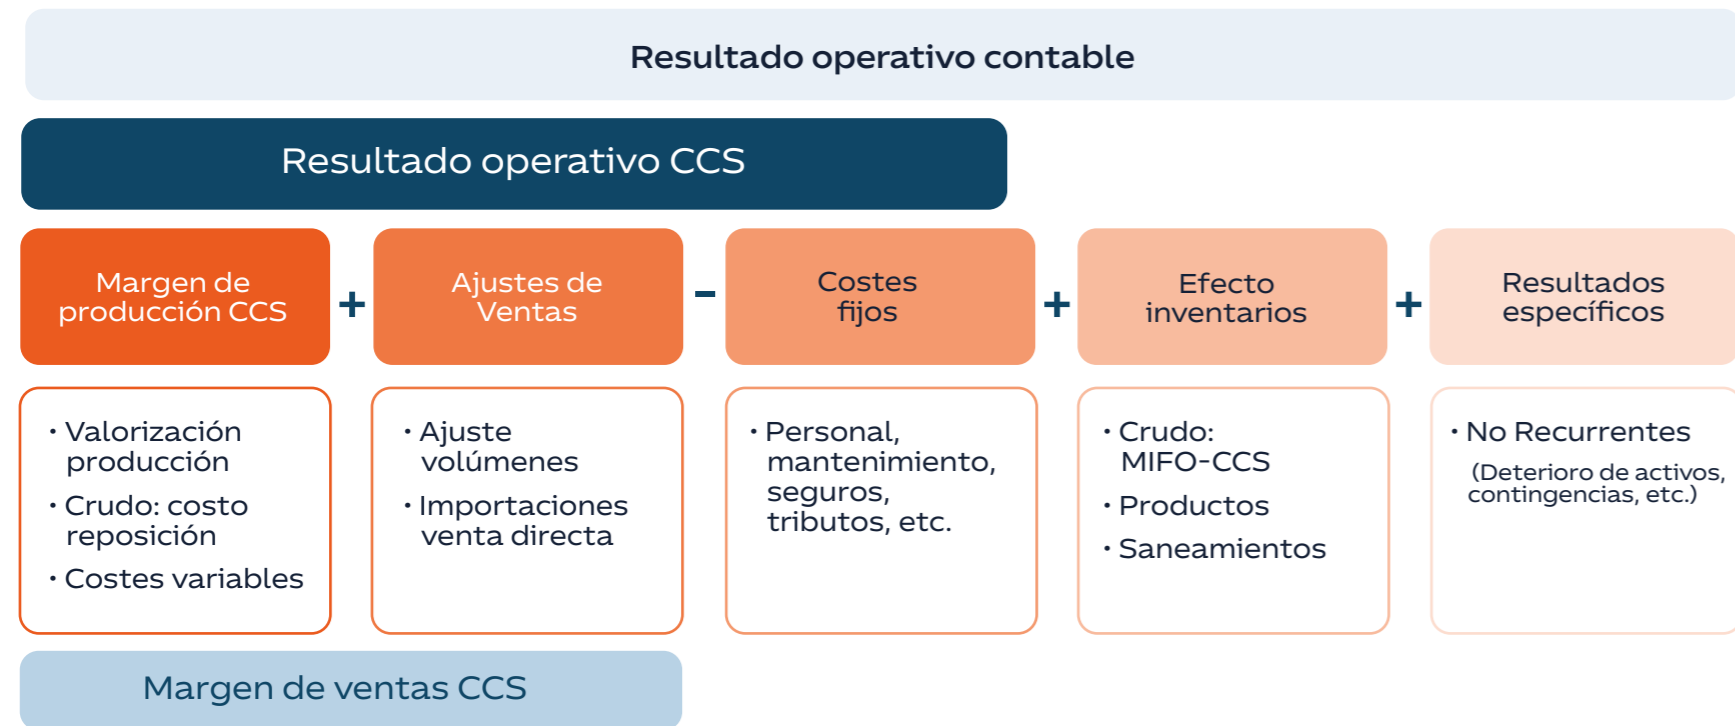 Resultado operativo contable
Resultado operativo CCS
Margen de
producción CCS
+
Ajustes de
Ventas
-
Costes
fijos
+
Efecto
inventarios
+
Resultados
específicos
· Valorización
producción
· Crudo: costo
reposición
· Costes variables
· Ajuste
volúmenes
· Importaciones
venta directa
· Personal,
mantenimiento,
seguros,
tributos, etc.
· Crudo:
MIFO-CCS
· Productos
· Saneamientos
· No Recurrentes
(Deterioro de activos,
contingencias, etc.)
Margen de ventas CCS